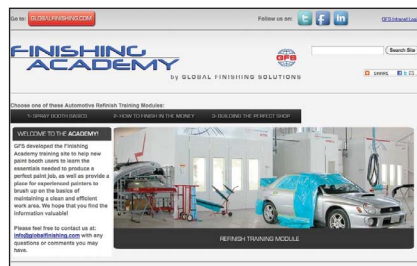 Go to: GLOBALFINISHING.COM
Follow us on:
GFS Intranet Login
FINISHING
ACADEMY
GFS
by GLOBAL FINISHING SOLUTIONS
Search Site
SHARE
Choose one of these Automotive Refinish Training Modules:
1- SPRAY BOOTH BASICS
2- HOW TO FINISH IN THE MONEY
3- BUILDING THE PERFECT SHOP
WELCOME TO THE ACADEMY!
GFS developed the Finishing
Academy training site to help new
paint booth users to learn the
essentials needed to produce a
perfect paint job, as well as provide a
place for experienced painters to
brush up on the basics of
maintaining a clean and efficient
work area. We hope that you find the
information valuable!
Please feel free to contact us at:
info@globalfinishing.com with any
questions or comments you may
have.
REFINISH TRAINING MODULE